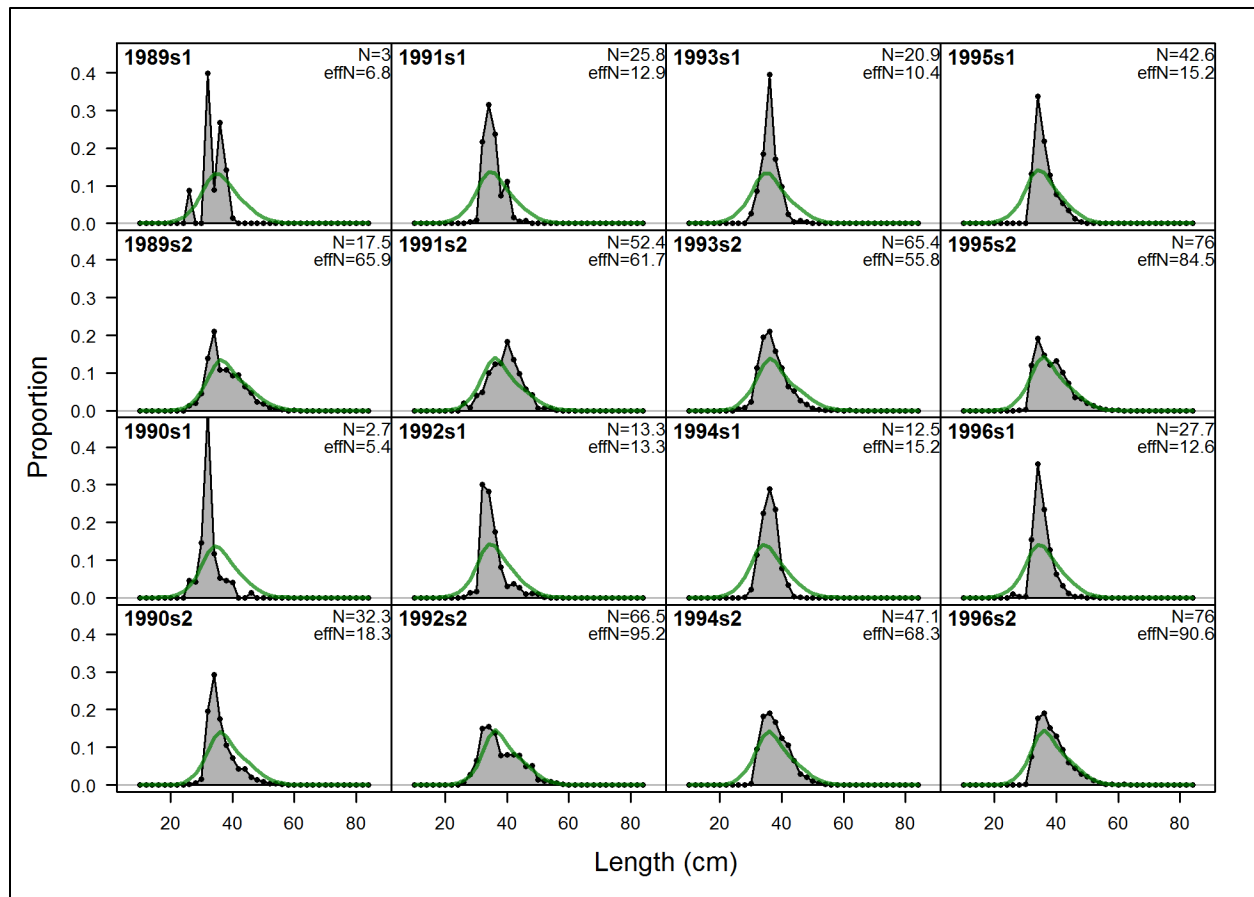 1989s1
N=3
effN=6.8
1991s1
N=25.8
effN=12.9
1993s1
N=20.9
effN=10.4
1995s1
N=42.6
effN=15.2
0.4
0.3
0.2
0.1
0.0
1989s2
N=17.5
effN=65.9
1991s2
N=52.4
effN=61.7
1993s2
N=65.4
effN=55.8
1995s2
N=76
effN=84.5
0.4
0.3
0.2
0.1
0.0
Proportion
1990s1
N=2.7
effN=5.4
1992s1
N=13.3
effN=13.3
1994s1
N=12.5
effN=15.2
1996s1
N=27.7
effN=12.6
0.4
0.3
0.2
0.1
0.0
1990s2
N=32.3
effN=18.3
1992s2
N=66.5
effN=95.2
1994s2
N=47.1
effN=68.3
1996s2
N=76
effN=90.6
0.4
0.3
0.2
0.1
0.0
20 40 60 80 20 40 60 80 20 40 60 80 20 40 60 80
Length (cm)